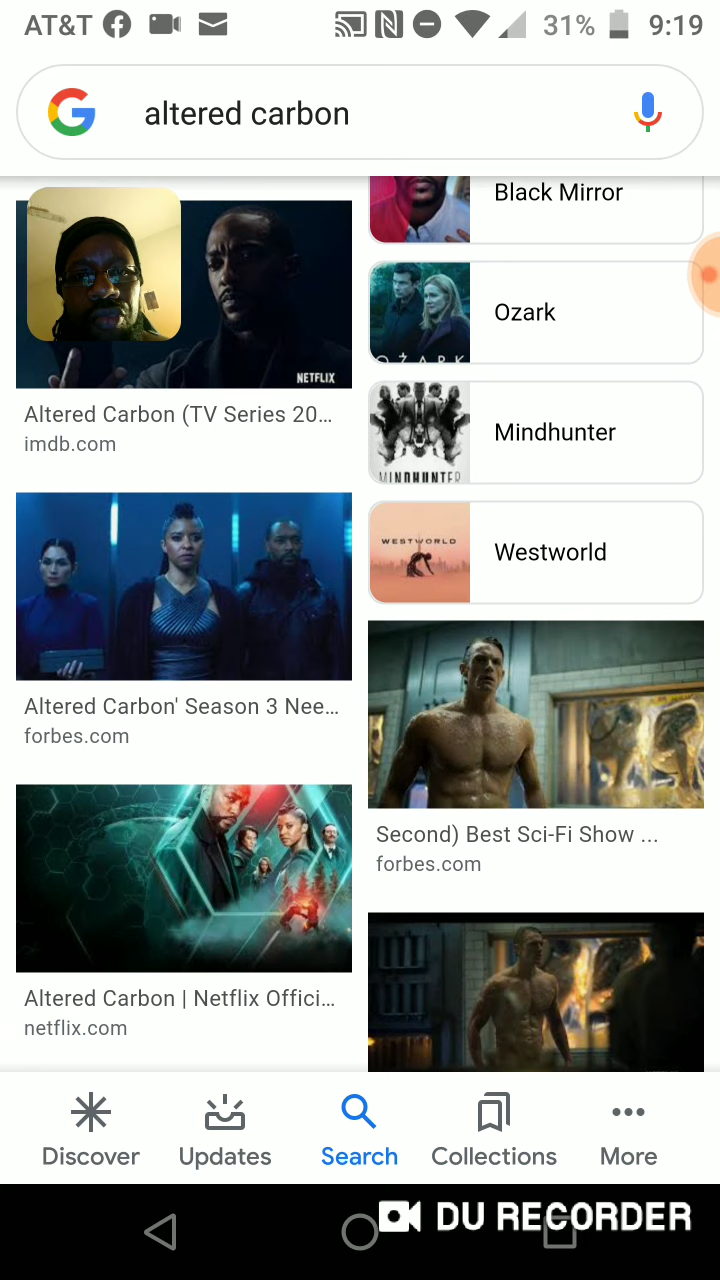 AT&T
31%
9:19
altered carbon
NETFLIX
Altered Carbon (TV Series 20...
imdb.com
Altered Carbon' Season 3 Nee...
forbes.com
Altered Carbon | Netflix Offici...
netflix.com
Black Mirror
OZARK
Ozark
MINDHUNTER
Mindhunter
WESTWORLD
Westworld
Second) Best Sci-Fi Show ...
forbes.com
Discover
Updates
Search
Collections
More
DU RECORDER